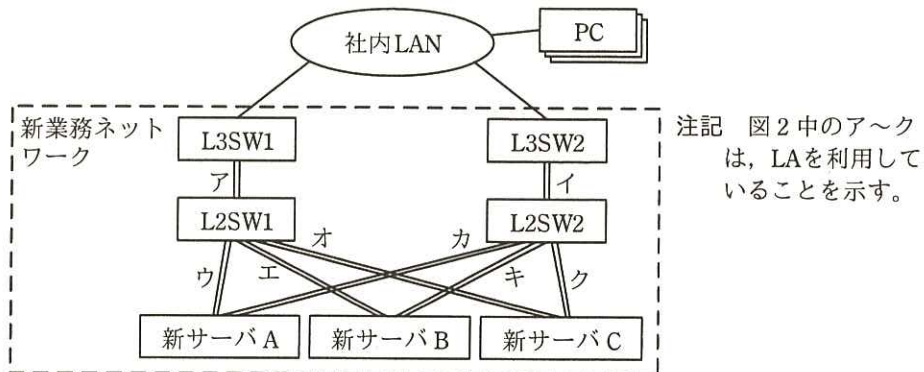 社内LAN
PC
新業務ネット
ワーク
L3SW1
L3SW2
注記 図2中のア～ク
は，LAを利用して
いることを示す。
ア
イ
L2SW1
L2SW2
ウ
エ
オ
カ
キ
ク
新サーバA
新サーバB
新サーバC